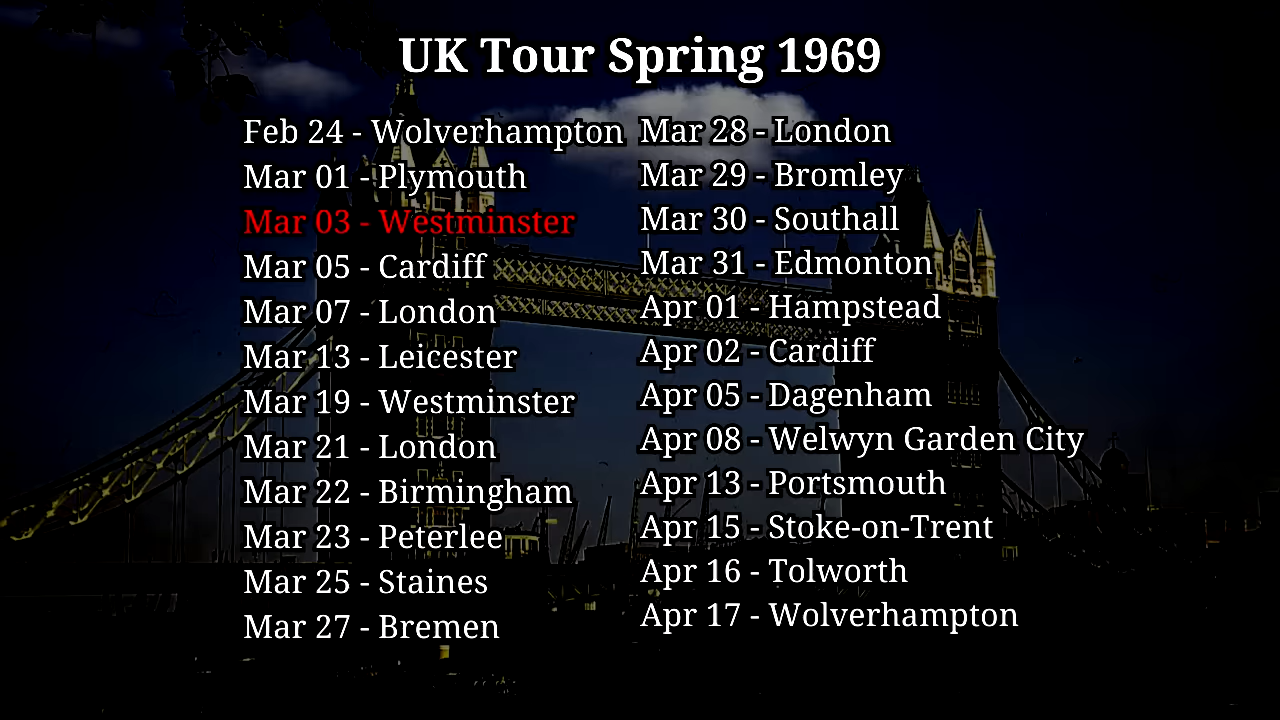 UK Tour Spring 1969
Feb 24 - Wolverhampton
Mar 01 - Plymouth
Mar 03 - Westminster
Mar 05 - Cardiff
Mar 07 - London
Mar 13 - Leicester
Mar 19 - Westminster
Mar 21 - London
Mar 22 - Birmingham
Mar 23 - Peterlee
Mar 25 - Staines
Mar 27 - Bremen
Mar 28 - London
Mar 29 - Bromley
Mar 30 - Southall
Mar 31 - Edmonton
Apr 01 - Hampstead
Apr 02 - Cardiff
Apr 05 - Dagenham
Apr 08 - Welwyn Garden City
Apr 13 - Portsmouth
Apr 15 - Stoke-on-Trent
Apr 16 - Tolworth
Apr 17 - Wolverhampton